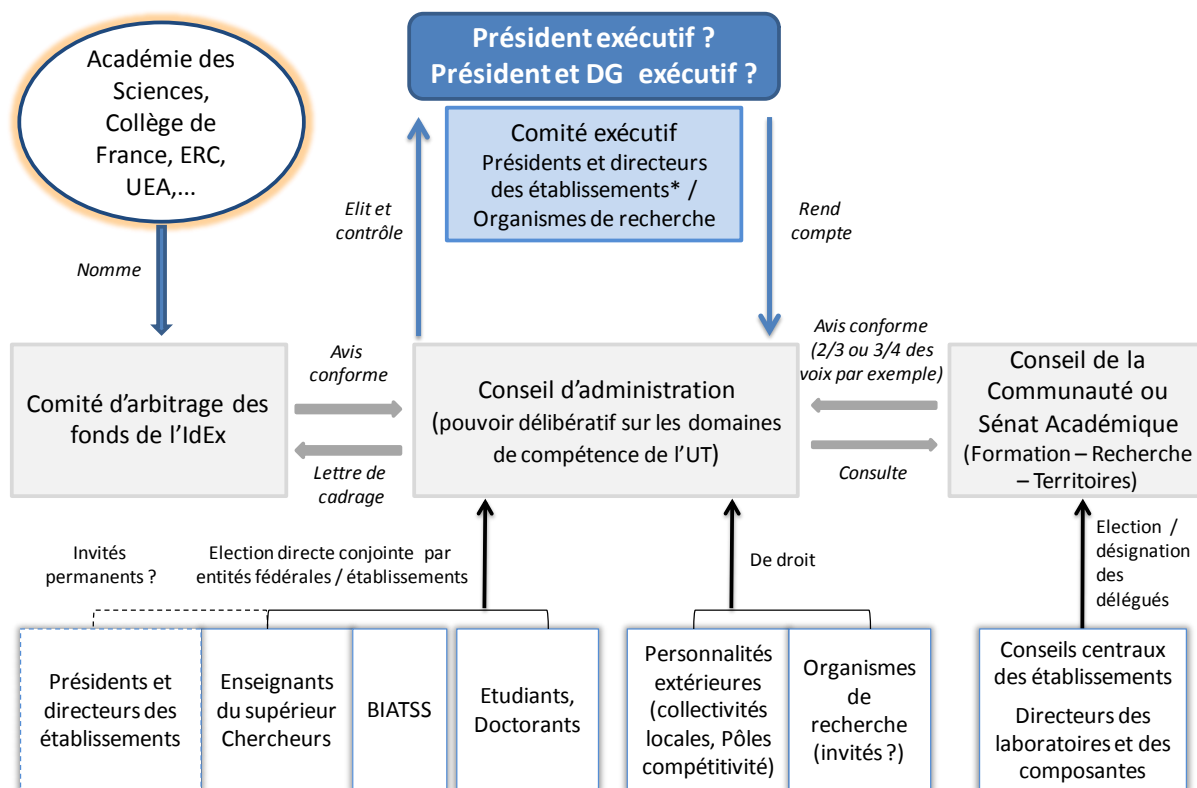 Président exécutif ?
Président et DG exécutif ?
Académie des
Sciences,
Collège de
France, ERC,
UEA,...
Comité exécutif
Présidents et directeurs
des établissements* /
Organismes de recherche
Elit et
contrôle
Rend
compte
Nomme
Avis
conforme
Avis conforme
(2/3 ou 3/4 des
voix par exemple)
Comité d’arbitrage des
fonds de l’IdEx
Conseil d’administration
(pouvoir délibératif sur les domaines
de compétence de l’UT)
Conseil de la
Communauté ou
Sénat Académique
(Formation – Recherche
– Territoires)
Lettre de
cadrage
Consulte
Invités
permanents ?
Election directe conjointe par
entités fédérales / établissements
De droit
Election /
désignation
des
délégués
Présidents et
directeurs des
établissements
Enseignants
du supérieur
Chercheurs
BIATSS
Etudiants,
Doctorants
Personnalités
extérieures
(collectivités
locales, Pôles
compétitivité)
Organismes
de
recherche
(invités ?)
Conseils centraux
des établissements
Directeurs des
laboratoires et des
composantes